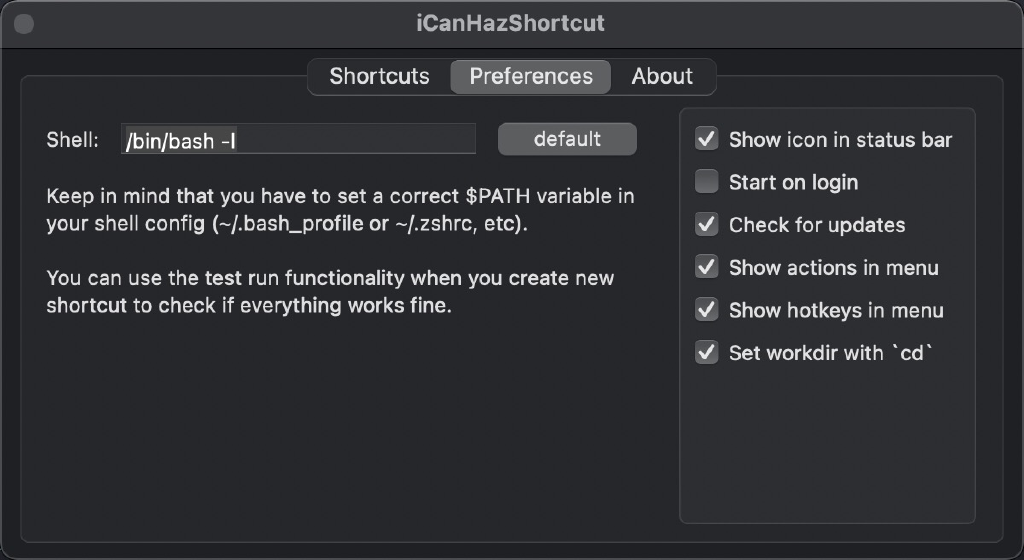 iCanHazShortcut
Shortcuts Preferences About
Shell: /bin/bash -l default
Keep in mind that you have to set a correct $PATH variable in
your shell config (~/.bash_profile or ~/.zshrc, etc).
You can use the test run functionality when you create new
shortcut to check if everything works fine.
Show icon in status bar
Start on login
Check for updates
Show actions in menu
Show hotkeys in menu
Set workdir with `cd`